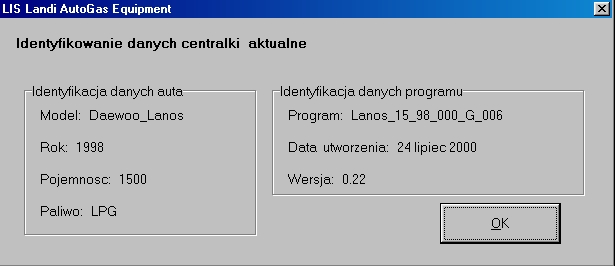 LIS Landi AutoGas Equipment
Identyfikowanie danych centralki aktualne
Identyfikacja danych auta
Model: Daewoo_Lanos
Rok: 1998
Pojemnosc: 1500
Paliwo: LPG
Identyfikacja danych programu
Program: Lanos_15_98_000_G_006
Data utworzenia: 24 lipiec 2000
Wersja: 0.22
OK